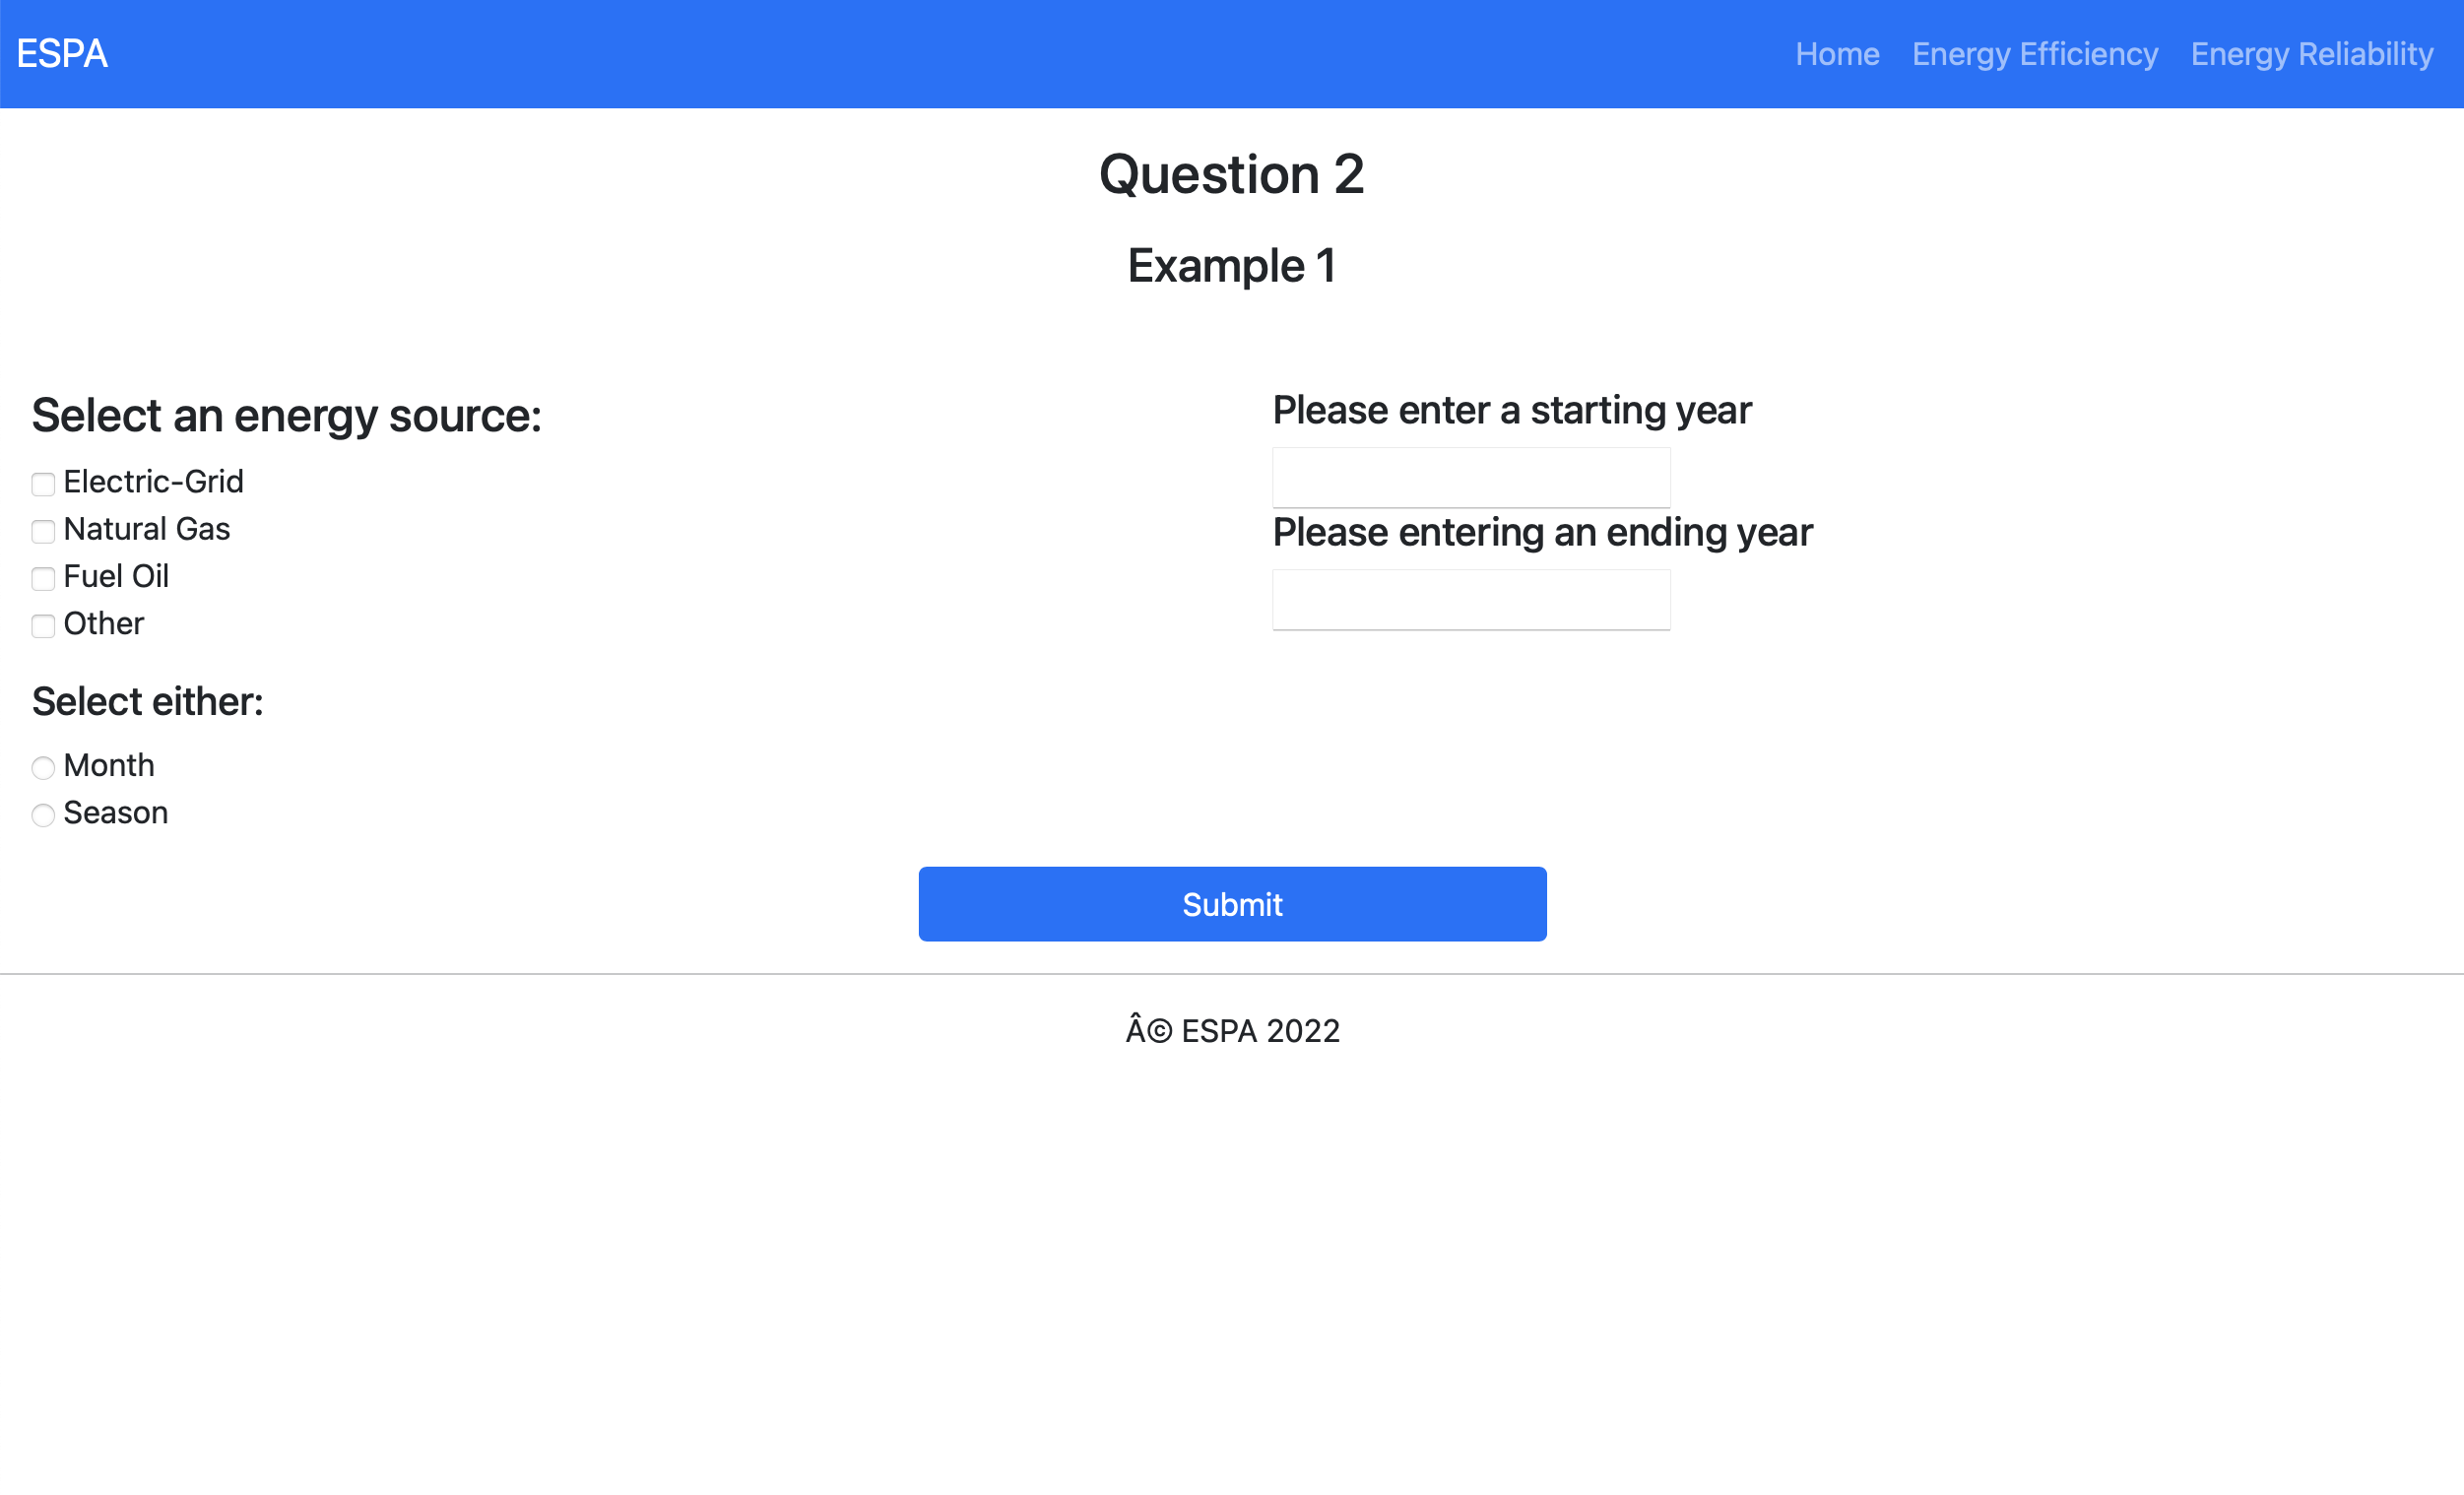 ESPA
Home Energy Efficiency Energy Reliability
Question 2
Example 1
Select an energy source:
Electric-Grid
Natural Gas
Fuel Oil
Other
Select either:
Month
Season
Please enter a starting year
Please entering an ending year
Submit
Â© ESPA 2022